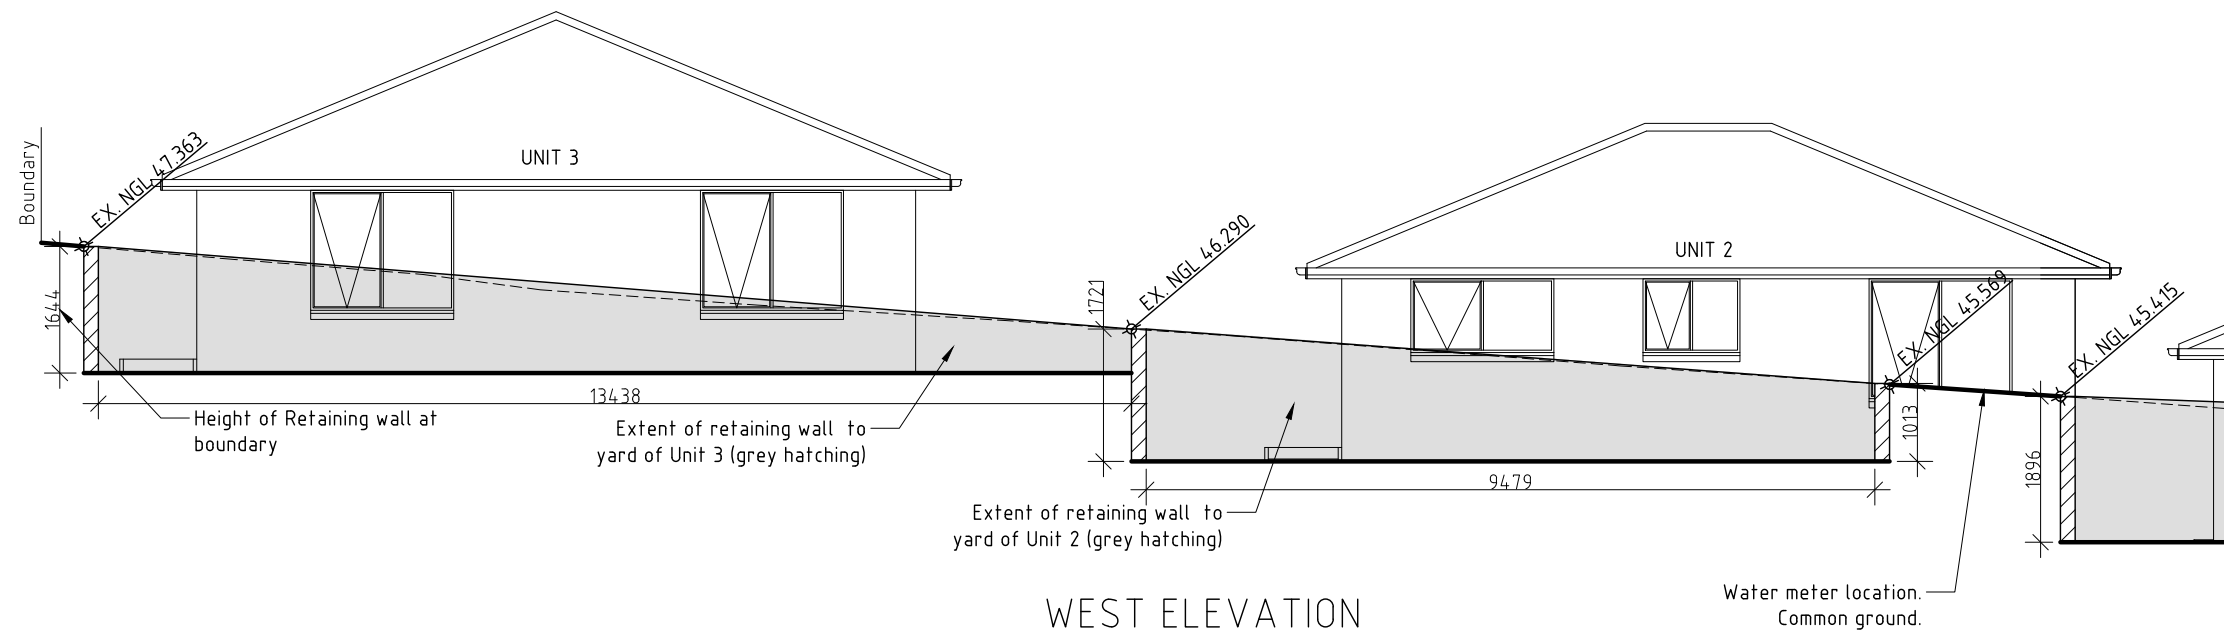 Boundary
EX. NGL 47.363
UNIT 3
1644
13438
Height of Retaining wall at
boundary
Extent of retaining wall to
yard of Unit 3 (grey hatching)
1721
EX. NGL 46.290
UNIT 2
EX. NGL 45.569
EX. NGL 45.415
1013
1896
9479
Extent of retaining wall to
yard of Unit 2 (grey hatching)
Water meter location.
Common ground.
WEST ELEVATION